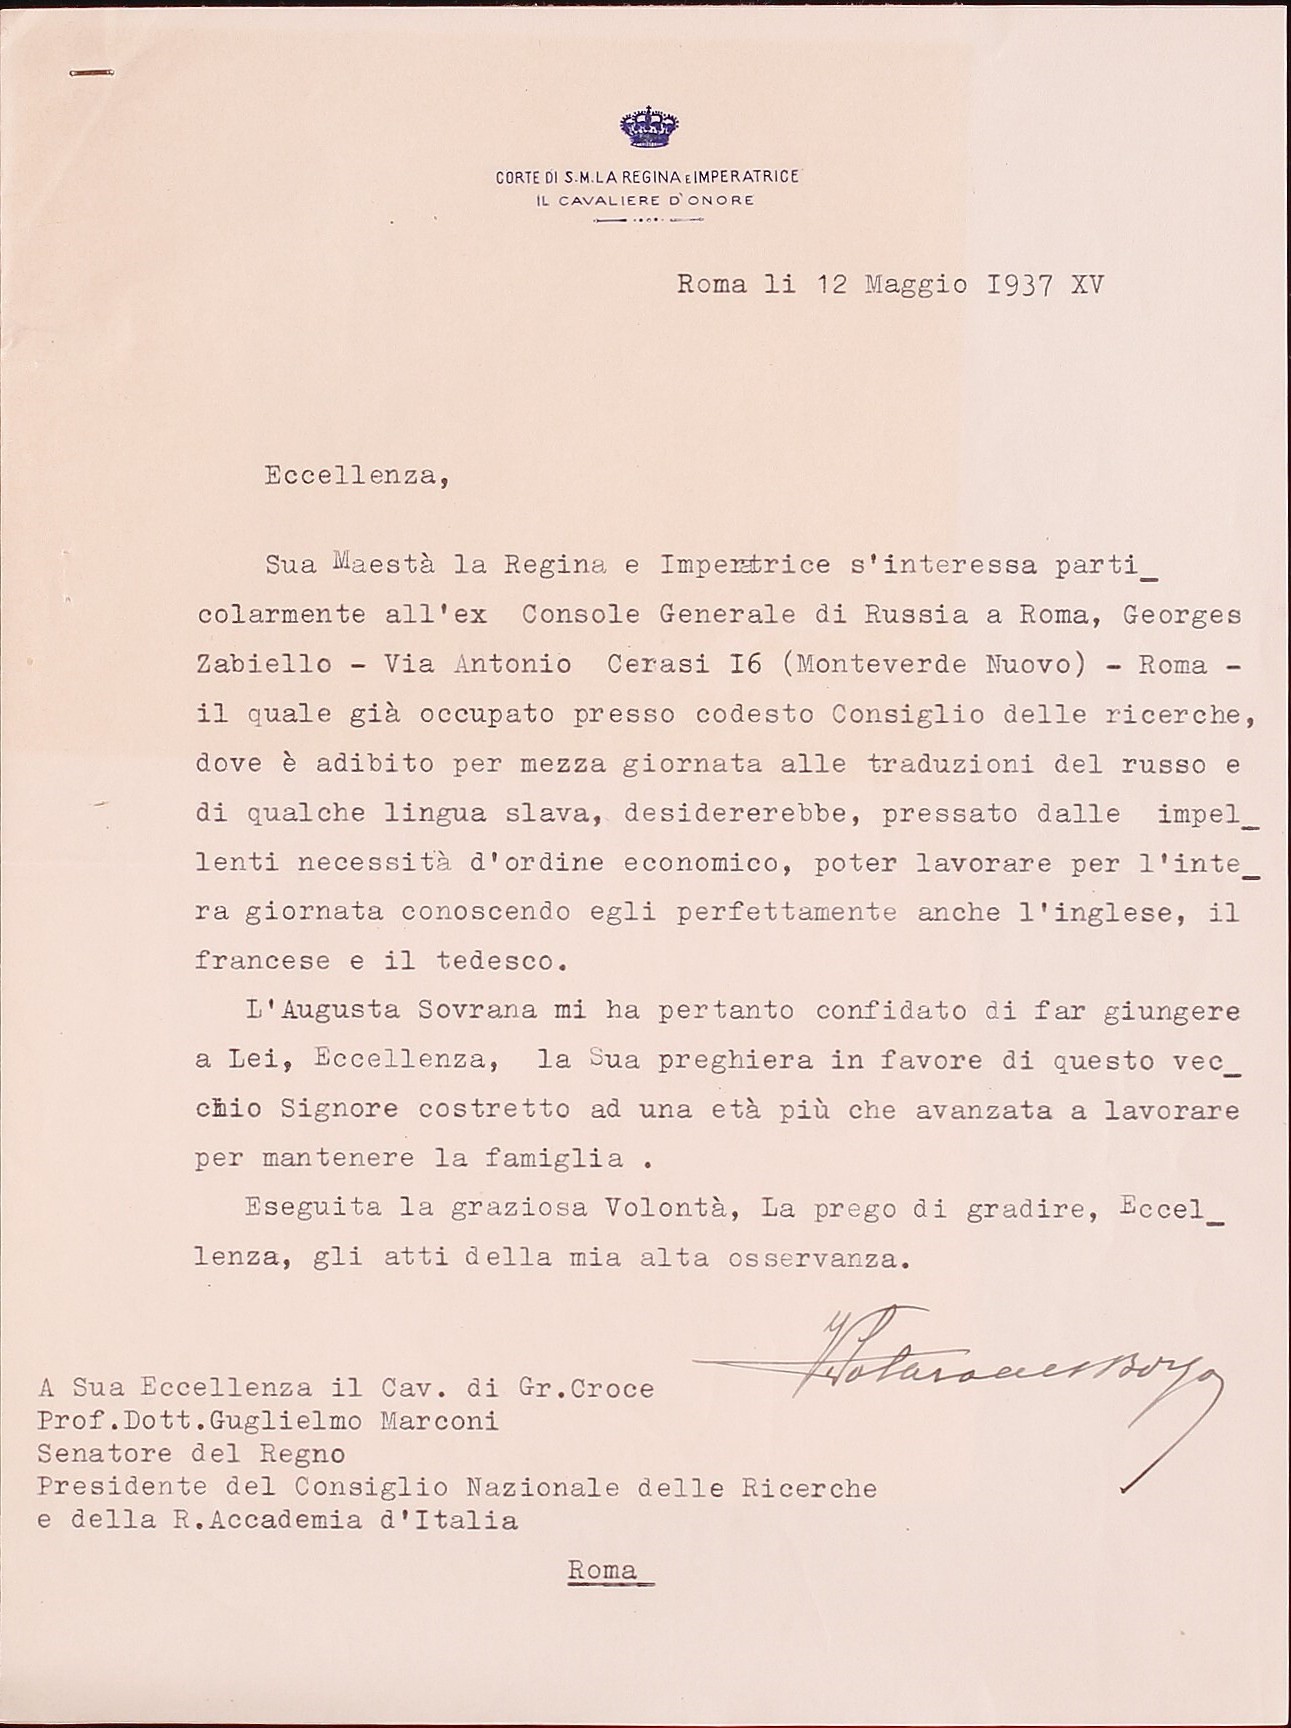 CORTE DI S.M. LA REGINA E IMPERATRICE
IL CAVALIERE D'ONORE
Roma li 12 Maggio I937 XV
Eccellenza,
Sua Maestà la Regina e Imperatrice s'interessa parti_
colarmente all'ex Console Generale di Russia a Roma, Georges
Zabiello - Via Antonio Cerasi I6 (Monteverde Nuovo) - Roma -
il quale già occupato presso codesto Consiglio delle ricerche,
dove è adibito per mezza giornata alle traduzioni del russo e
di qualche lingua slava, desidererebbe, pressato dalle impel_
lenti necessità d'ordine economico, poter lavorare per l'inte_
ra giornata conoscendo egli perfettamente anche l'inglese, il
francese e il tedesco.
L'Augusta Sovrana mi ha pertanto confidato di far giungere
a Lei, Eccellenza, la Sua preghiera in favore di questo vec_
chio Signore costretto ad una età più che avanzata a lavorare
per mantenere la famiglia .
Eseguita la graziosa Volontà, La prego di gradire, Eccel_
lenza, gli atti della mia alta osservanza.
A Sua Eccellenza il Cav. di Gr.Croce
Prof.Dott.Guglielmo Marconi
Senatore del Regno
Presidente del Consiglio Nazionale delle Ricerche
e della R.Accademia d'Italia
Roma